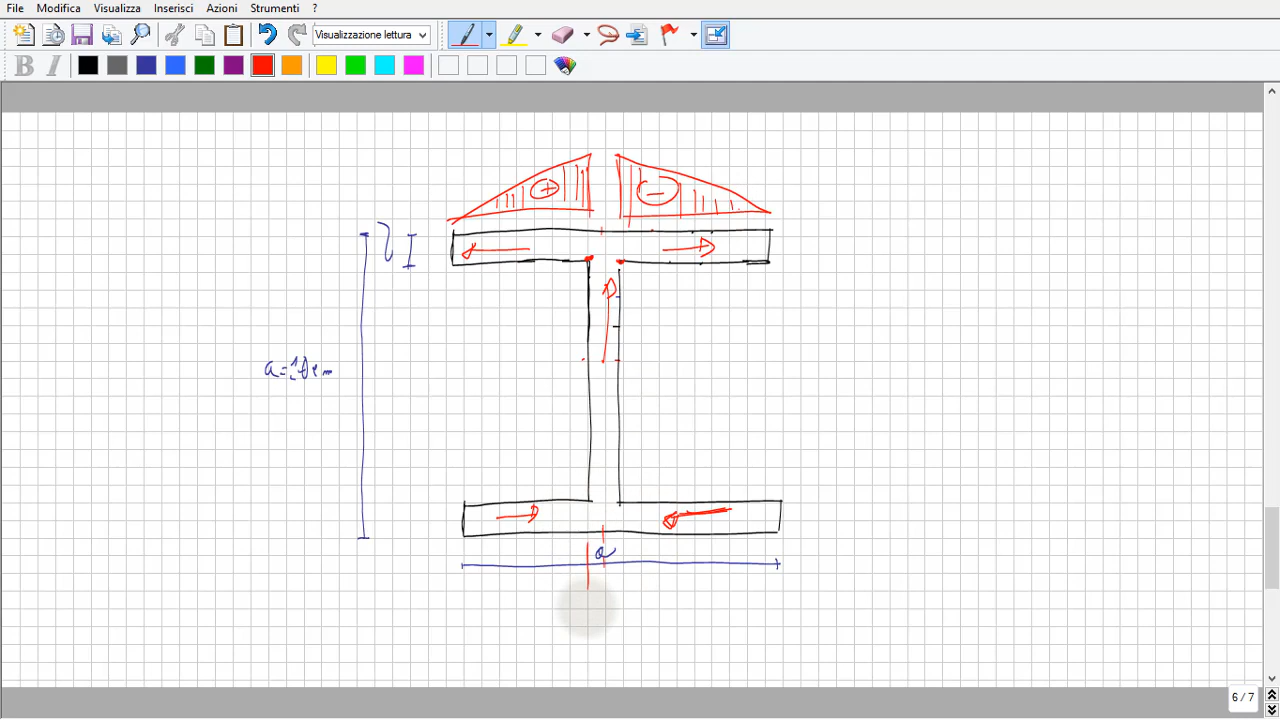 File Modifica Visualizza Inserisci Azioni Strumenti ?
Visualizzazione lettura
B I
+ −
a
6 / 7